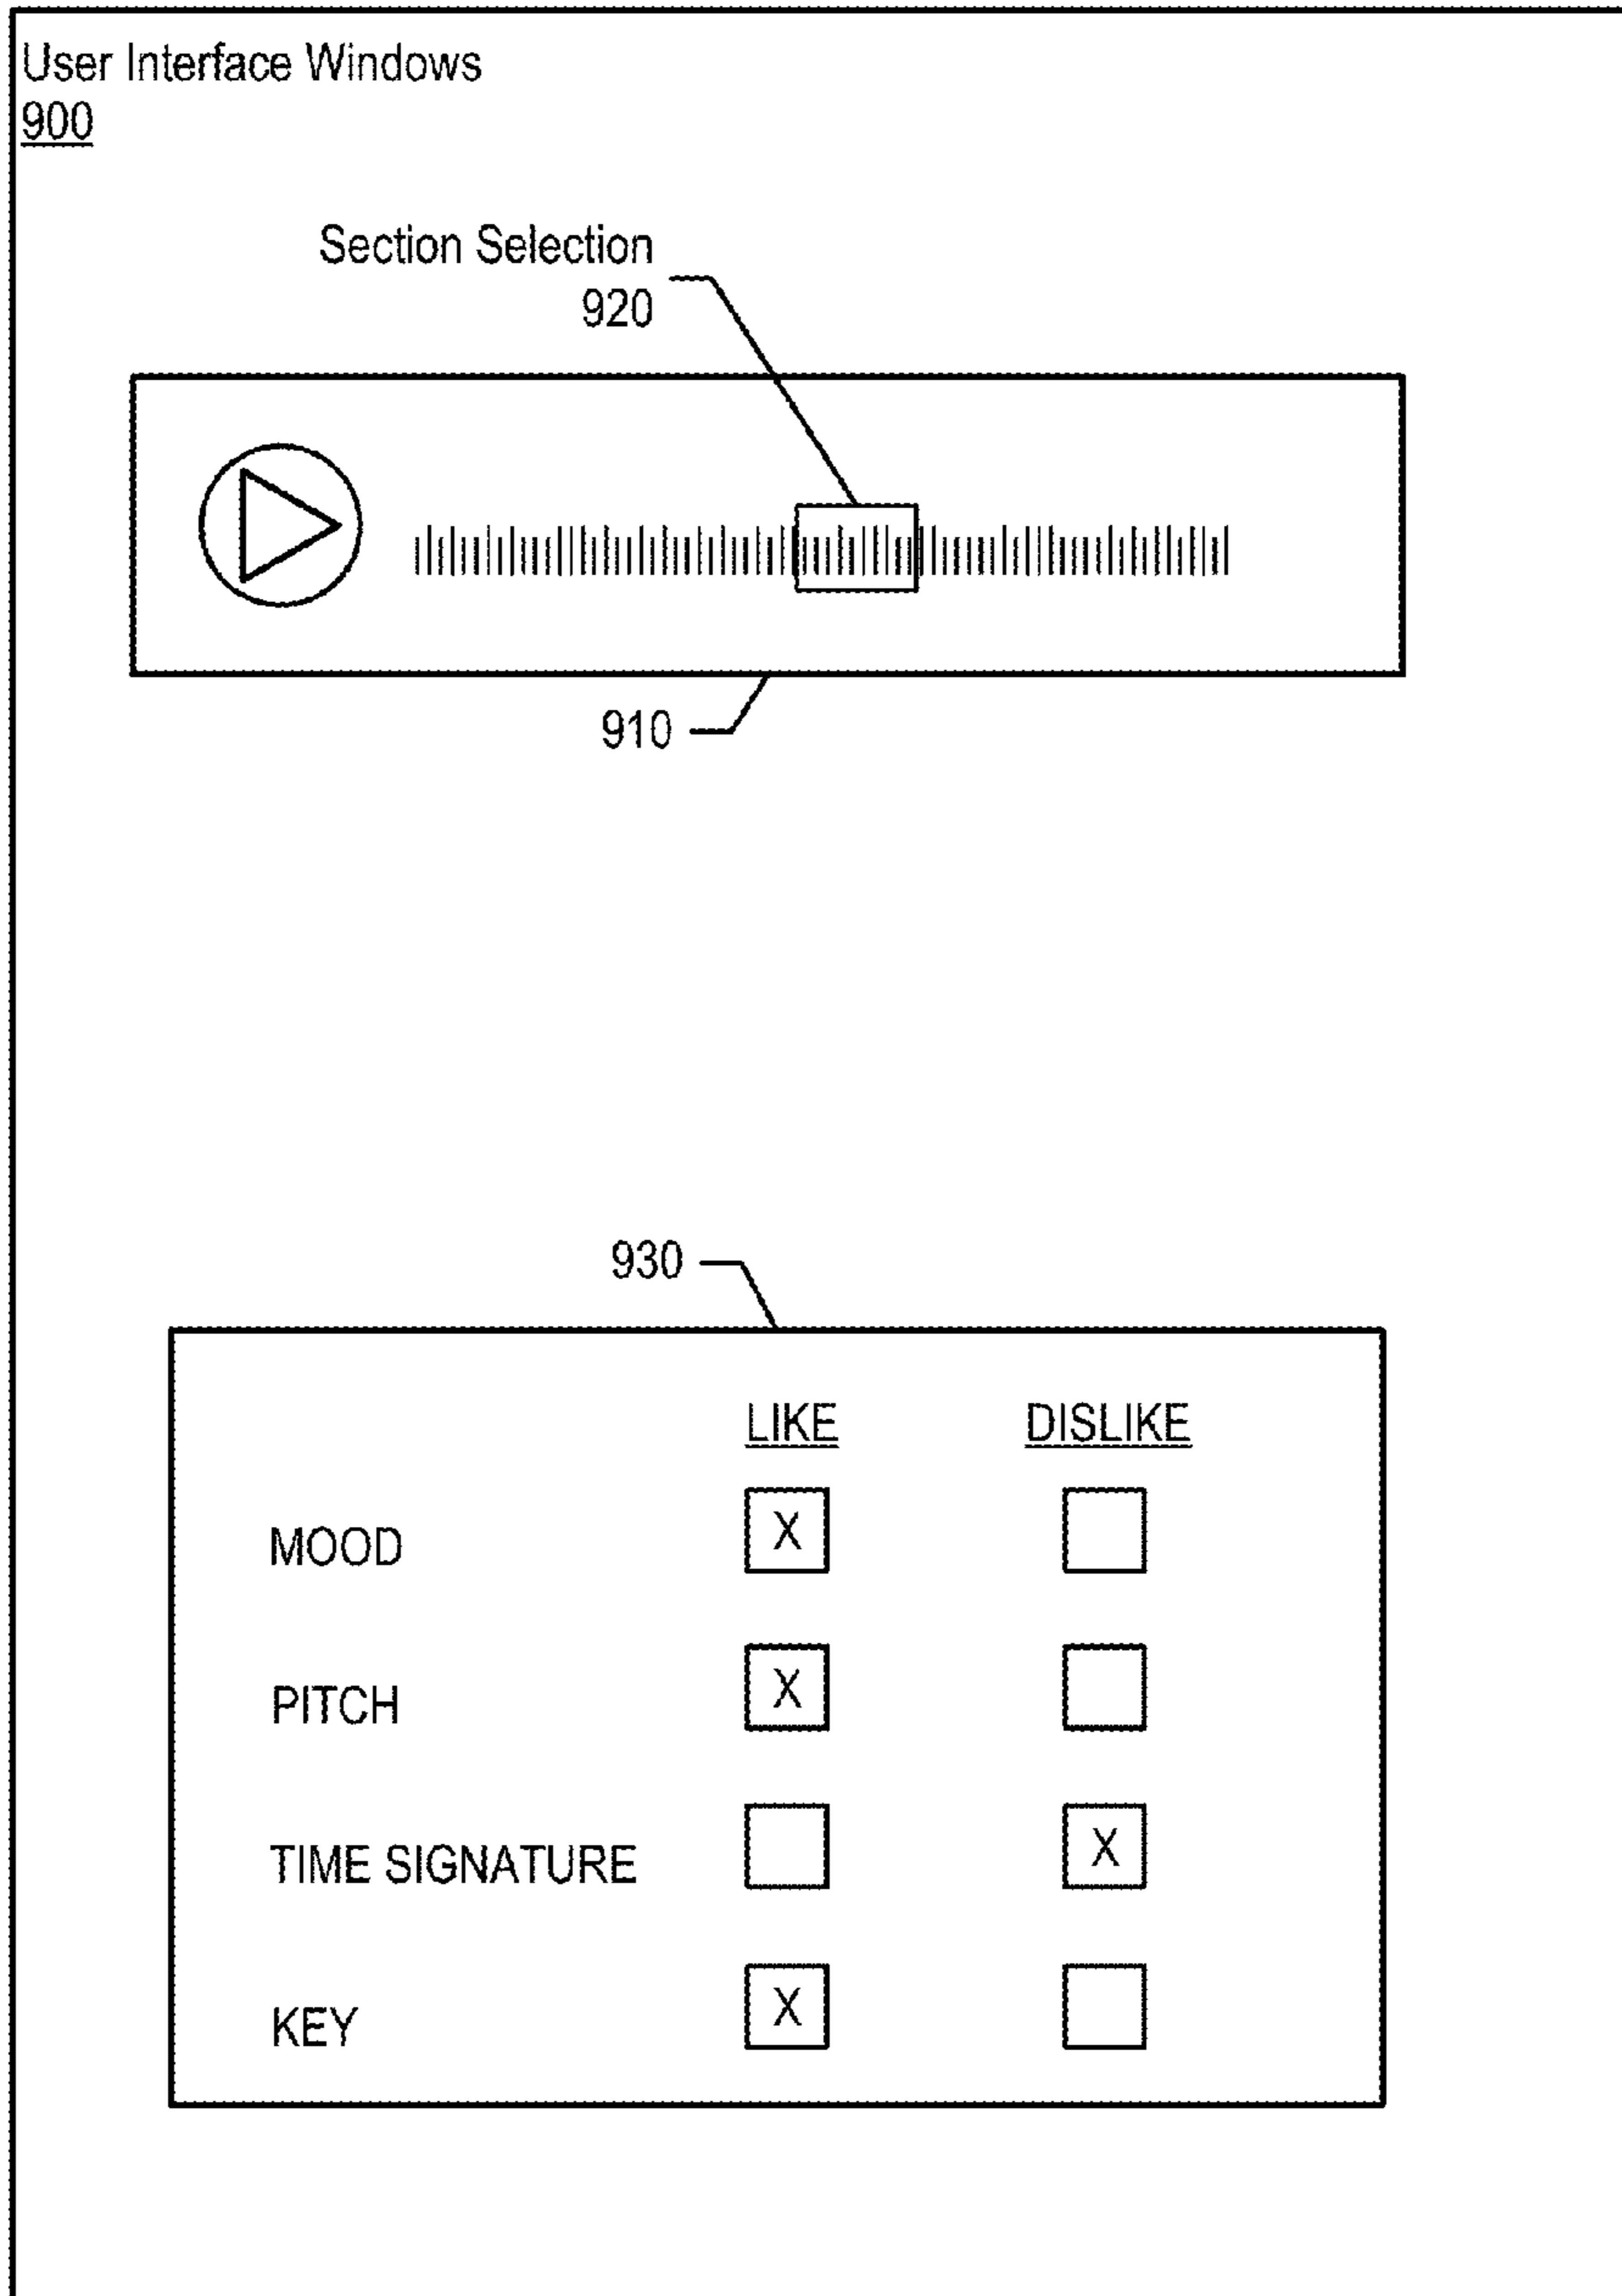 User Interface Windows
900
Section Selection
920
910
930
LIKE DISLIKE
MOOD X
PITCH X
TIME SIGNATURE X
KEY X